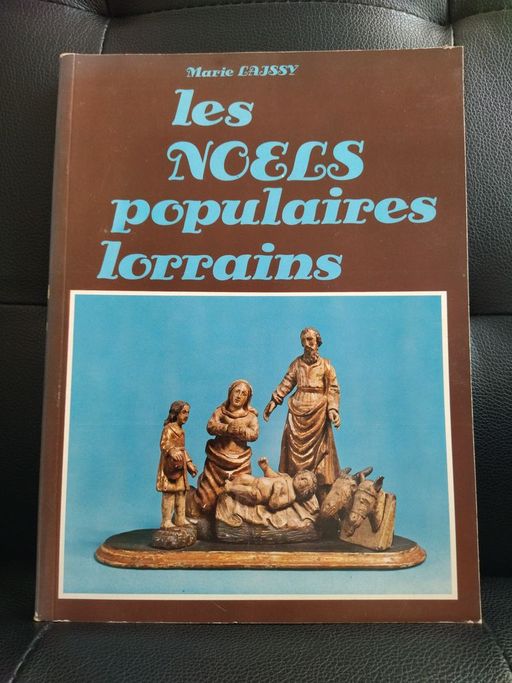 Marie LAISSY
les
NOELS
populaires
lorrains